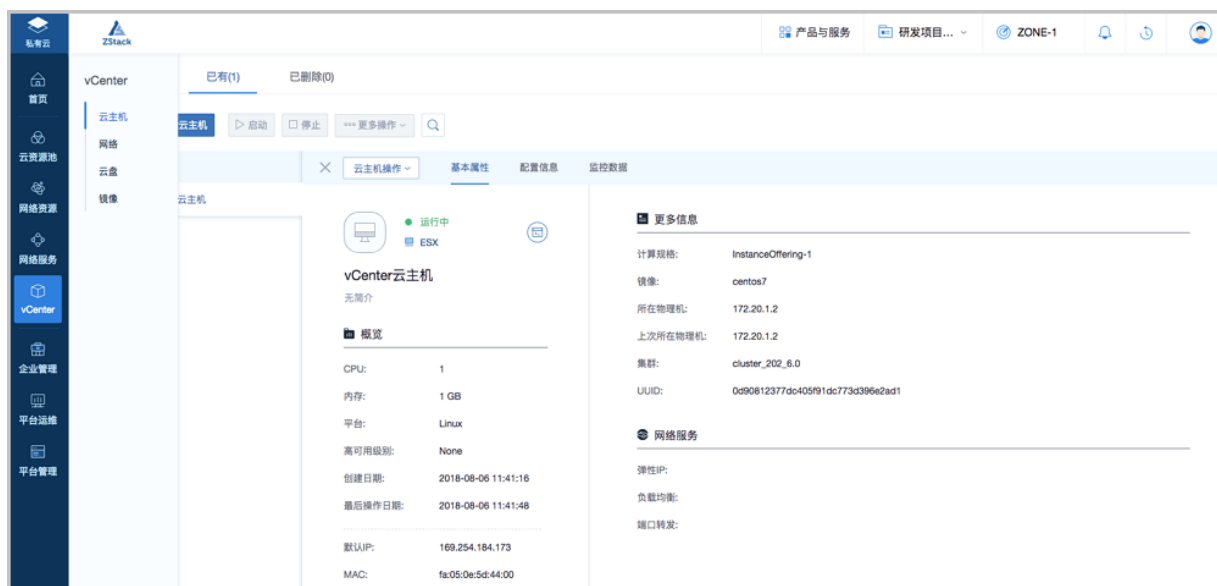 私有云
ZStack
产品与服务
研发项目...
ZONE-1
首页
云资源池
网络资源
网络服务
vCenter
企业管理
平台运维
平台管理
vCenter
云主机
网络
云盘
镜像
已有(1)
已删除(0)
云主机
启动
停止
更多操作
云主机
云主机操作
基本属性
配置信息
监控数据
运行中
ESX
vCenter云主机
无简介
概览
CPU: 1
内存: 1 GB
平台: Linux
高可用级别: None
创建日期: 2018-08-06 11:41:16
最后操作日期: 2018-08-06 11:41:48
默认IP: 169.254.184.173
MAC: fa:05:0e:5d:44:00
更多信息
计算规格: InstanceOffering-1
镜像: centos7
所在物理机: 172.20.1.2
上次所在物理机: 172.20.1.2
集群: cluster_202_6.0
UUID: 0d90812377dc405f91dc773d396e2ad1
网络服务
弹性IP:
负载均衡:
端口转发: